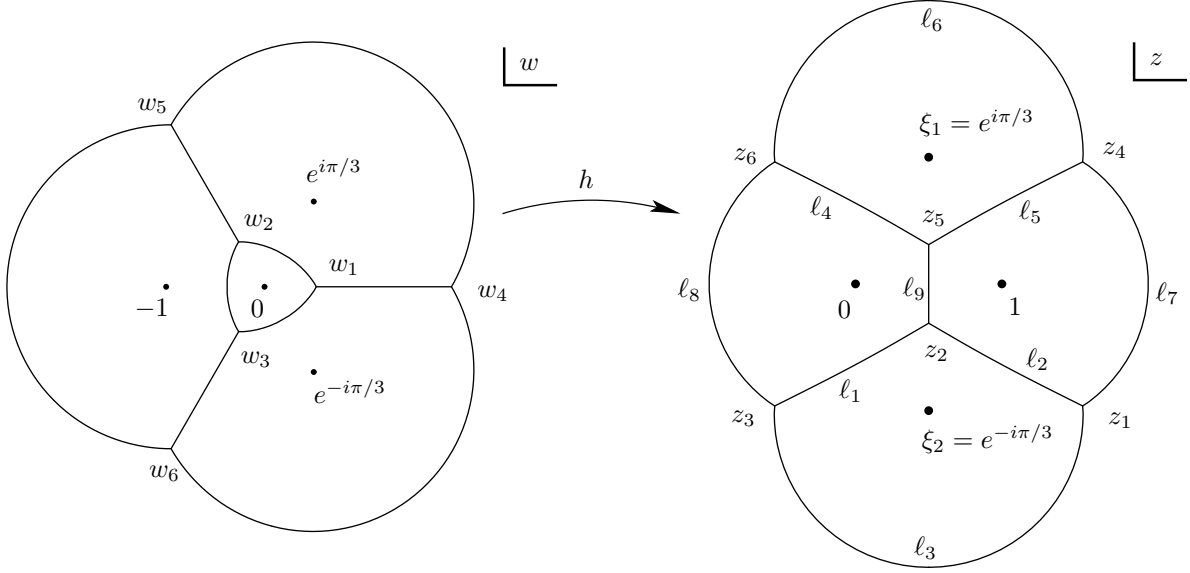 w
w₅
e^{iπ/3}
w₂
w₁
−1
0
w₄
w₃
e^{−iπ/3}
w₆
h
z
ℓ₆
ξ₁ = e^{iπ/3}
z₆
z₄
ℓ₄
z₅
ℓ₅
ℓ₈
0
ℓ₉
1
ℓ₇
z₂
ℓ₁
ℓ₂
z₃
z₁
ξ₂ = e^{−iπ/3}
ℓ₃